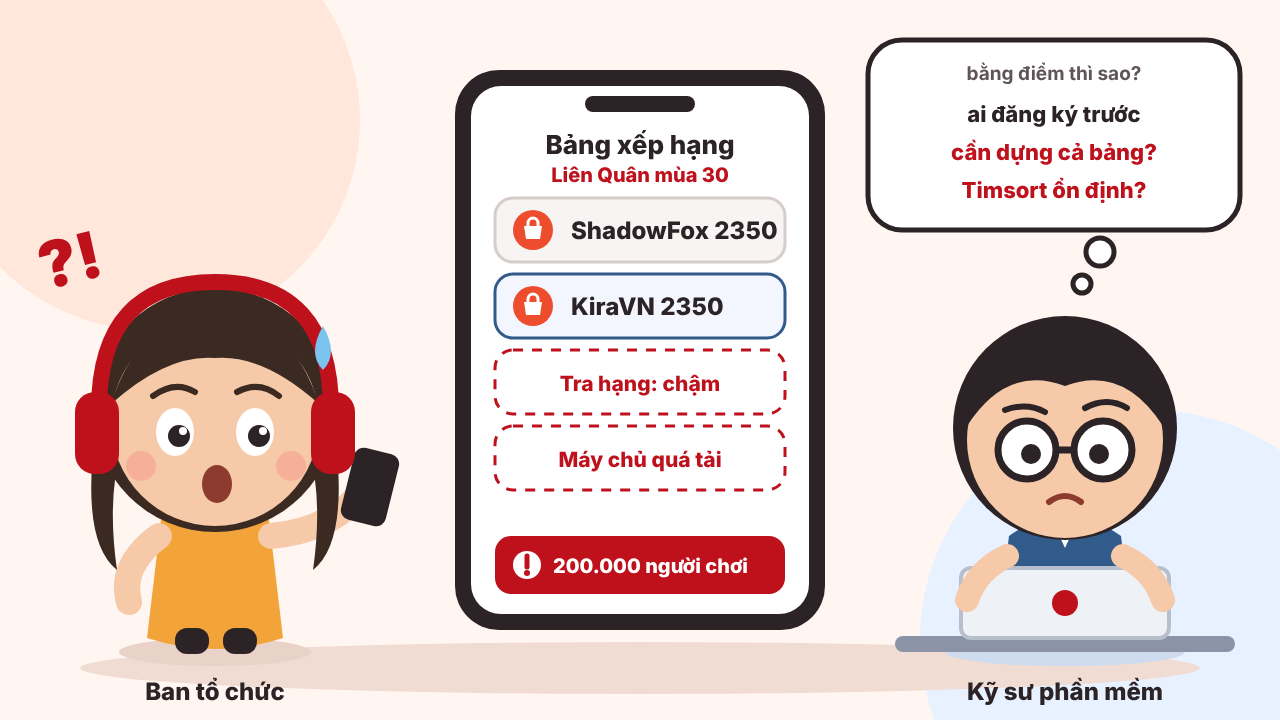 ?!
Bảng xếp hạng
Liên Quân mùa 30
ShadowFox 2350
KiraVN 2350
Tra hạng: chậm
Máy chủ quá tải
200.000 người chơi
bằng điểm thì sao?
ai đăng ký trước
cần dựng cả bảng?
Timsort ổn định?
Ban tổ chức
Kỹ sư phần mềm